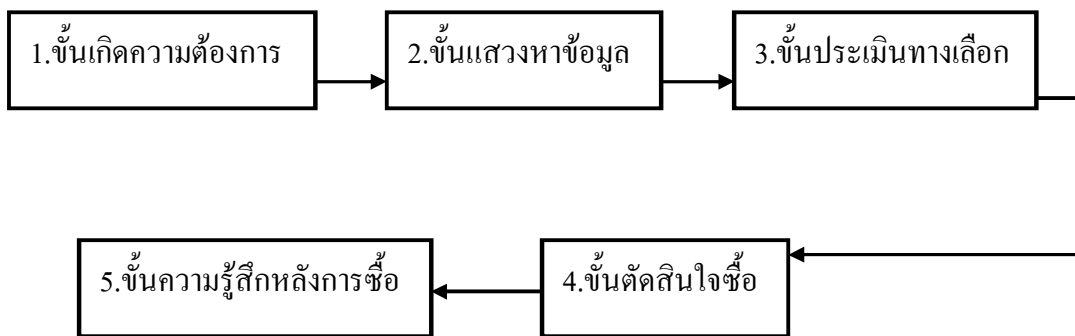 1.ขั้นเกิดความต้องการ
2.ขั้นแสวงหาข้อมูล
3.ขั้นประเมินทางเลือก
4.ขั้นตัดสินใจซื้อ
5.ขั้นความรู้สึกหลังการซื้อ